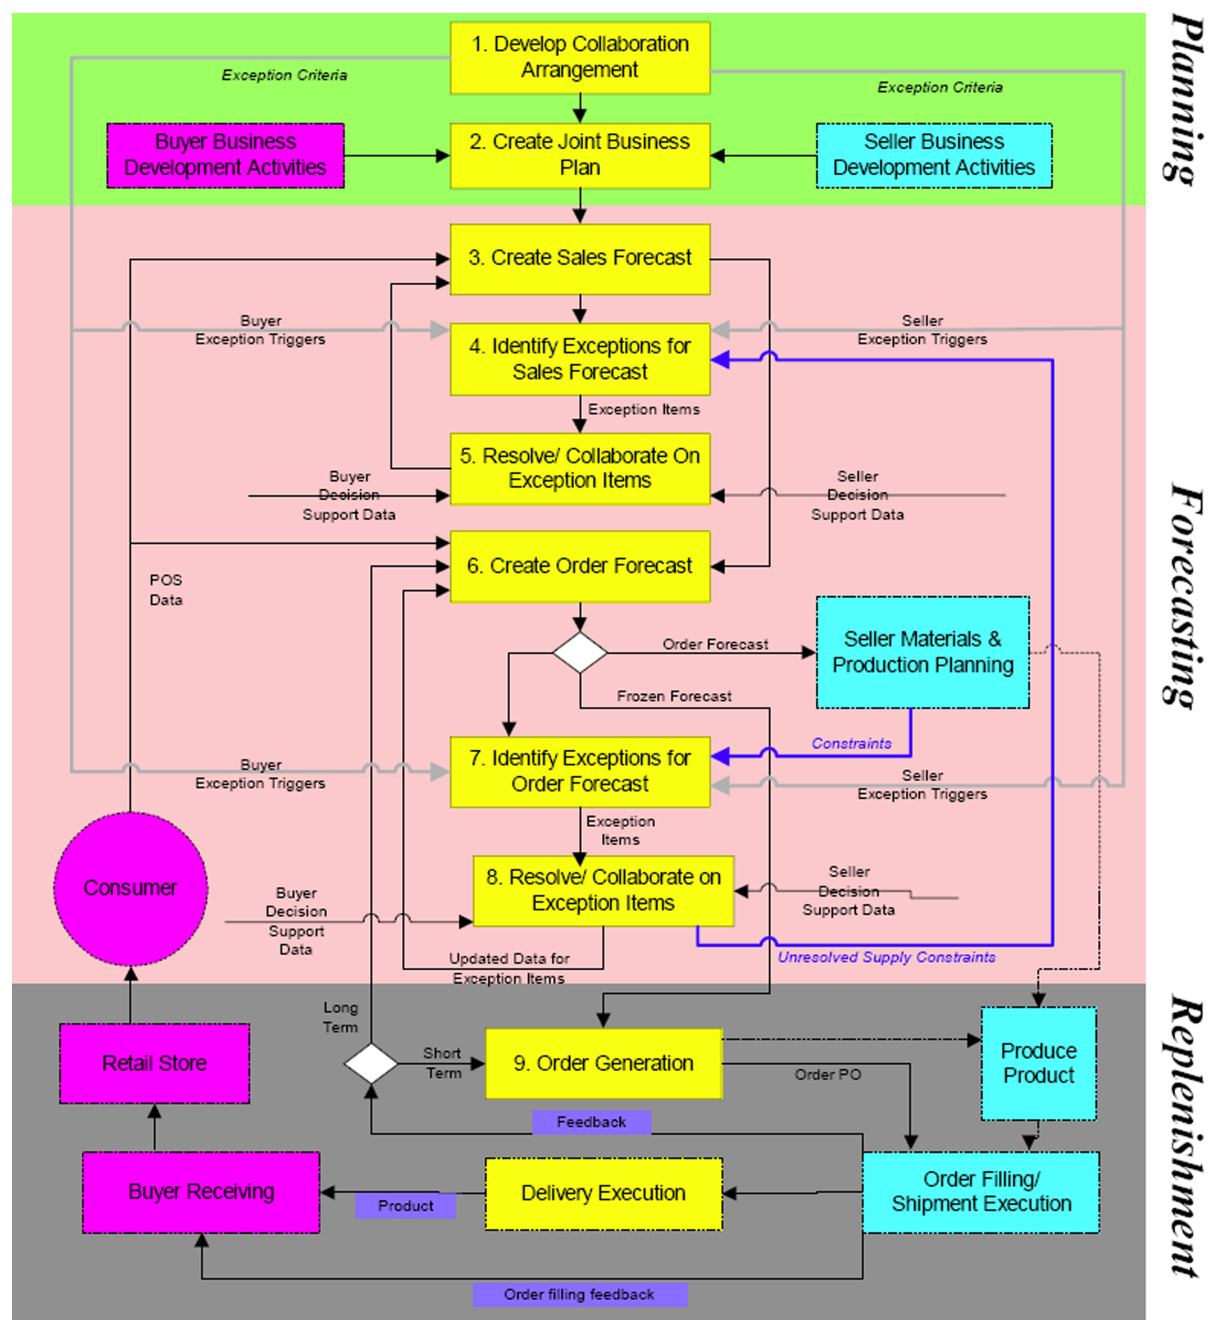 Planning
1. Develop Collaboration
Arrangement
Exception Criteria
Exception Criteria
Buyer Business
Development Activities
2. Create Joint Business
Plan
Seller Business
Development Activities
Forecasting
3. Create Sales Forecast
Buyer
Exception Triggers
Seller
Exception Triggers
4. Identify Exceptions for
Sales Forecast
Exception Items
5. Resolve/ Collaborate On
Exception Items
Buyer
Decision
Support Data
Seller
Decision
Support Data
6. Create Order Forecast
POS
Data
Order Forecast
Seller Materials &
Production Planning
Frozen Forecast
Constraints
7. Identify Exceptions for
Order Forecast
Buyer
Exception Triggers
Seller
Exception Triggers
Exception
Items
Consumer
8. Resolve/ Collaborate on
Exception Items
Buyer
Decision
Support
Data
Seller
Decision
Support Data
Updated Data for
Exception Items
Unresolved Supply Constraints
Replenishment
Long
Term
Retail Store
Short
Term
9. Order Generation
Order PO
Produce
Product
Feedback
Buyer Receiving
Product
Delivery Execution
Order Filling/
Shipment Execution
Order filling feedback